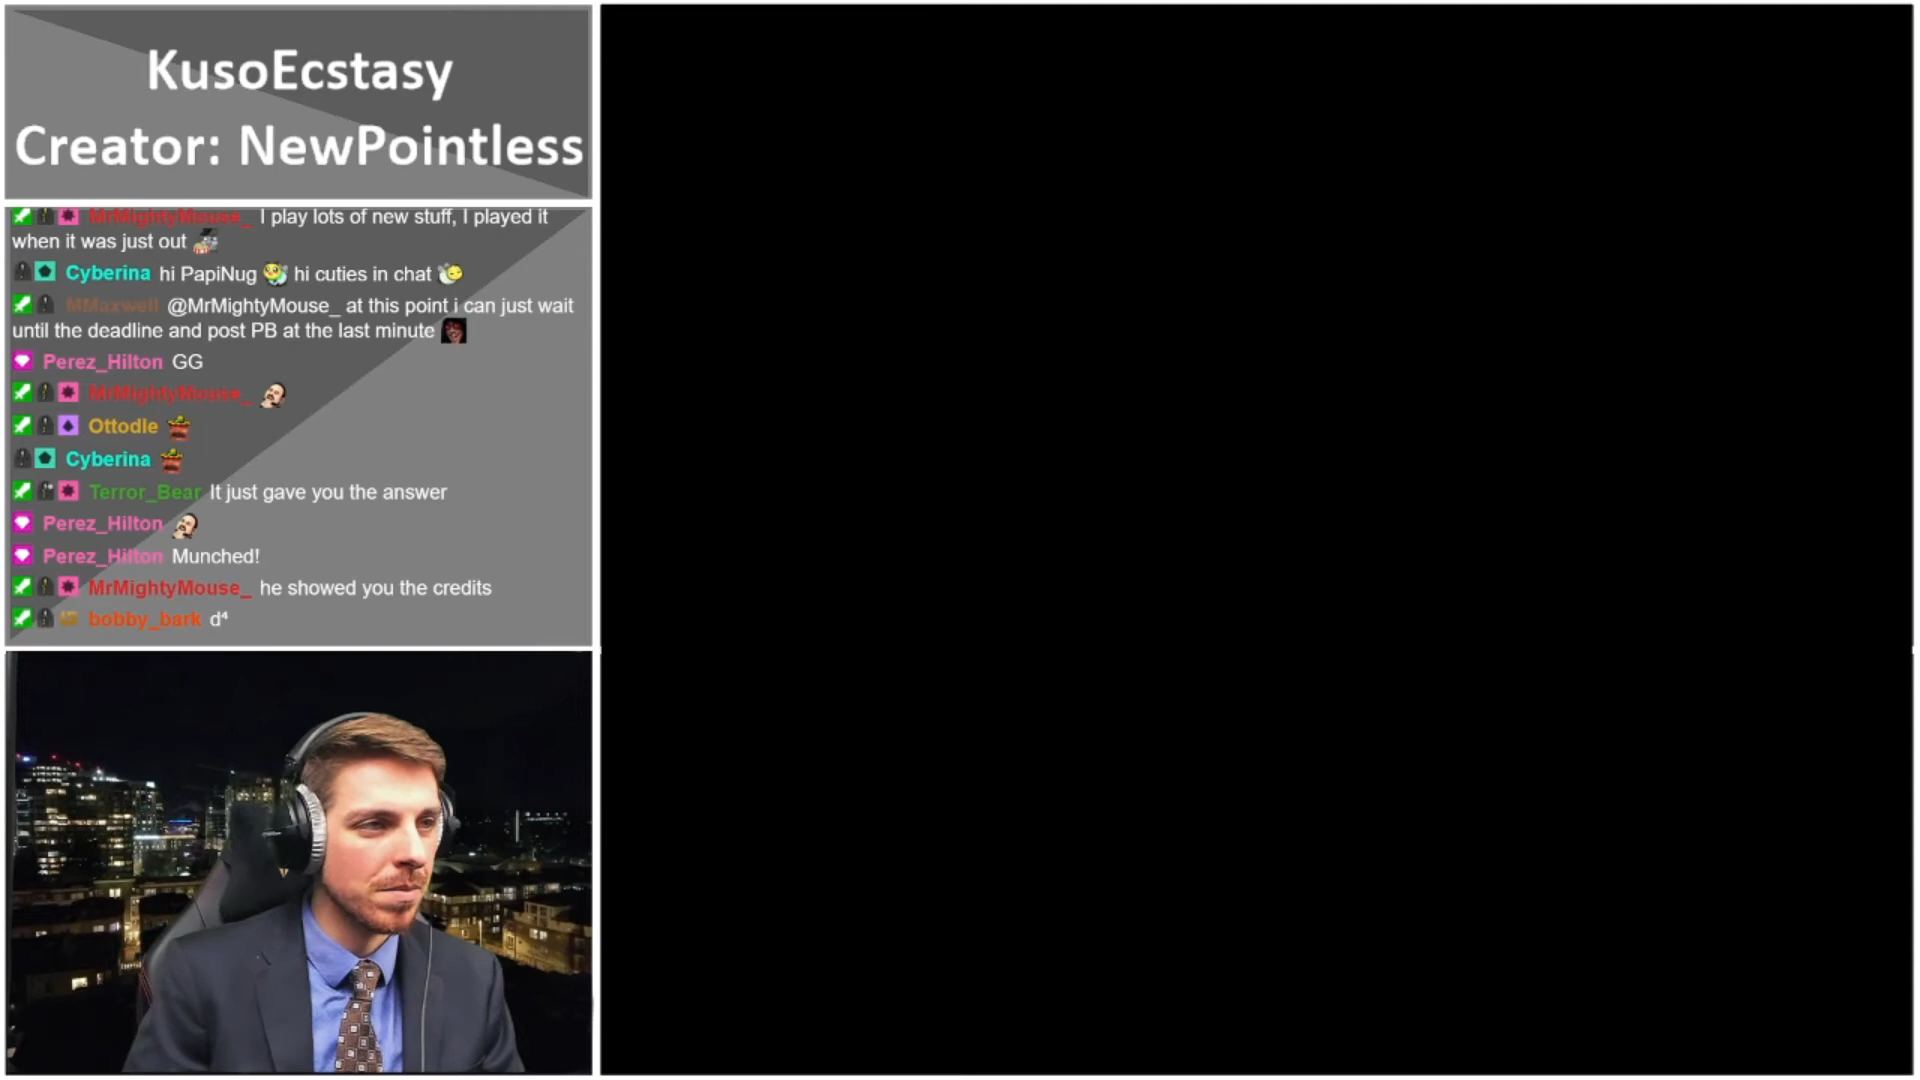 KusoEcstasy
Creator: NewPointless
MrMightyMouse_ I play lots of new stuff, I played it
when it was just out
Cyberina hi PapiNug hi cuties in chat
MMaxwell @MrMightyMouse_ at this point i can just wait
until the deadline and post PB at the last minute
Perez_Hilton GG
MrMightyMouse_
Ottodle
Cyberina
Terror_Bear It just gave you the answer
Perez_Hilton
Perez_Hilton Munched!
MrMightyMouse_ he showed you the credits
bobby_bark d⁴